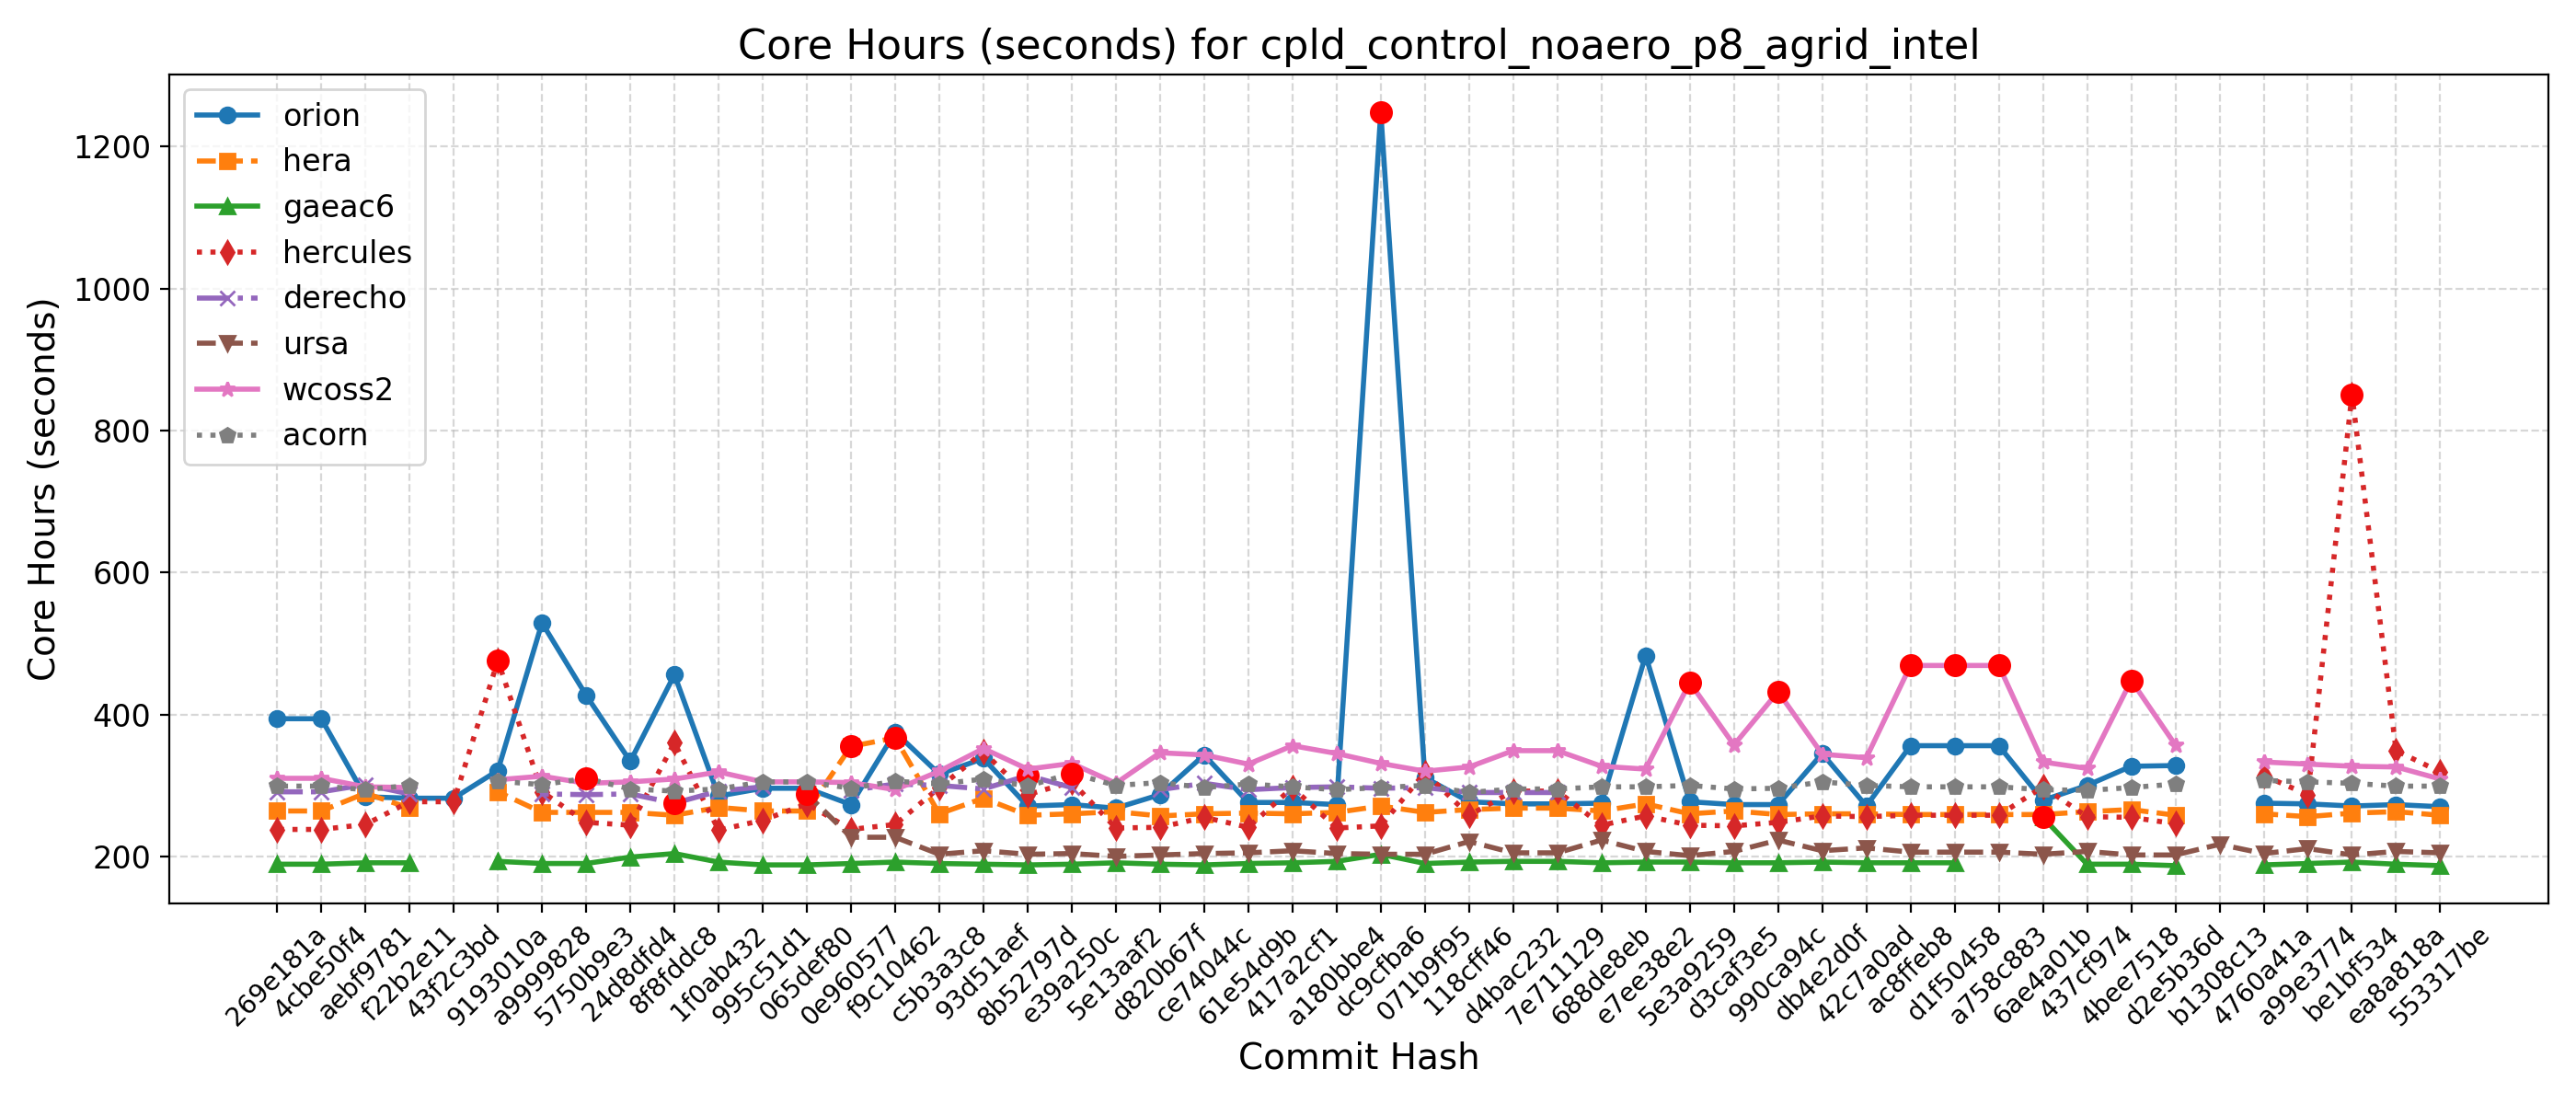 Core Hours (seconds) for cpld_control_noaero_p8_agrid_intel
orion
hera
gaeac6
hercules
derecho
ursa
wcoss2
acorn
Core Hours (seconds)
1200
1000
800
600
400
200
269e181a
4cbe50f4
aebf9781
f22b2e11
43f2c3bd
9193010a
a9999828
5750b9e3
24d8dfd4
8f8fddc8
1f0ab432
995c51d1
065def80
0e960577
f9c10462
c5b3a3c8
93d51aef
8b52797d
e39a250c
5e13aaf2
d820b67f
ce74044c
61e54d9b
417a2cf1
a180bbe4
dc9cfba6
071b9f95
118cff46
d4bac232
7e711129
688de8eb
e7ee38e2
5e3a9259
d3caf3e5
990ca94c
db4e2d0f
42c7a0ad
ac8ffeb8
d1f50458
a758c883
6ae4a01b
437cf974
4bee7518
d2e5b36d
b1308c13
4760a41a
a99e3774
be1bf534
ea8a818a
553317be
Commit Hash